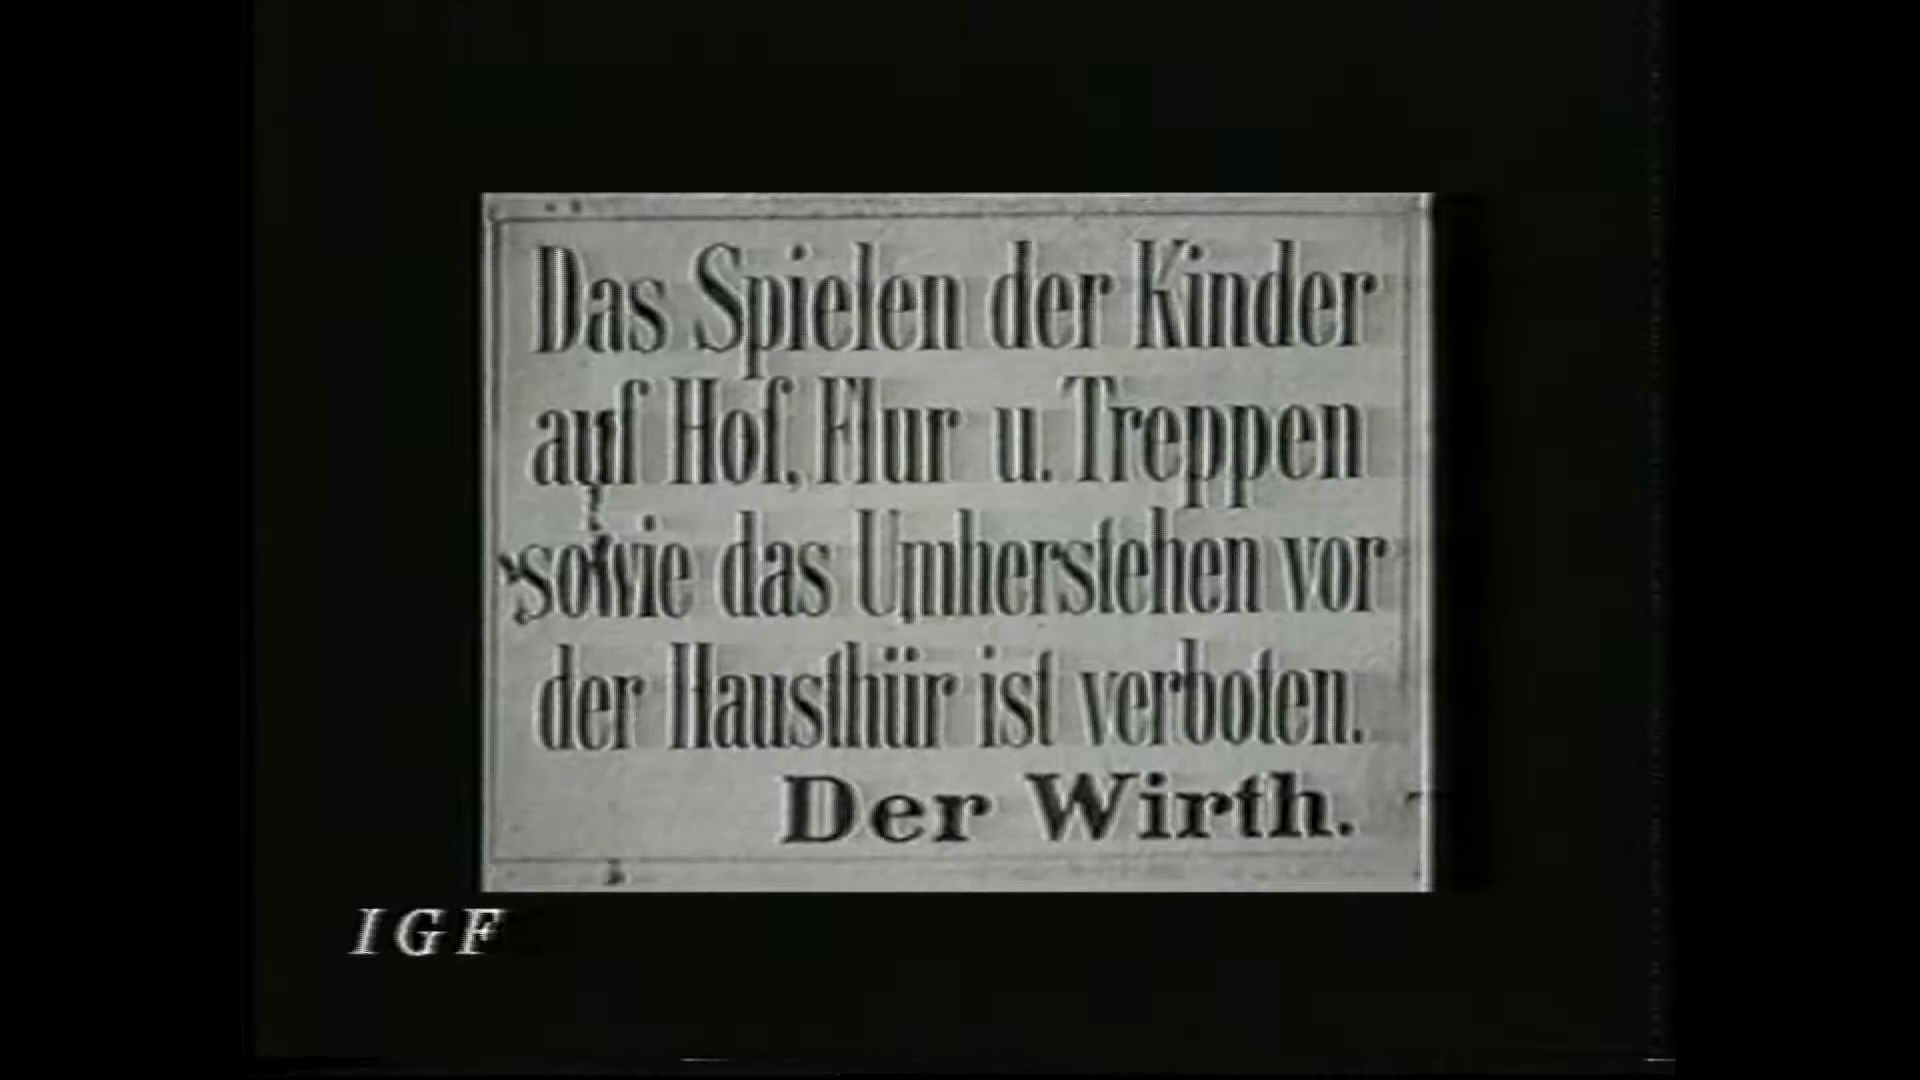 Das Spielen der Kinder
auf Hof, Flur u. Treppen
sowie das Umherstehen vor
der Hausthür ist verboten.
Der Wirth.
IGF